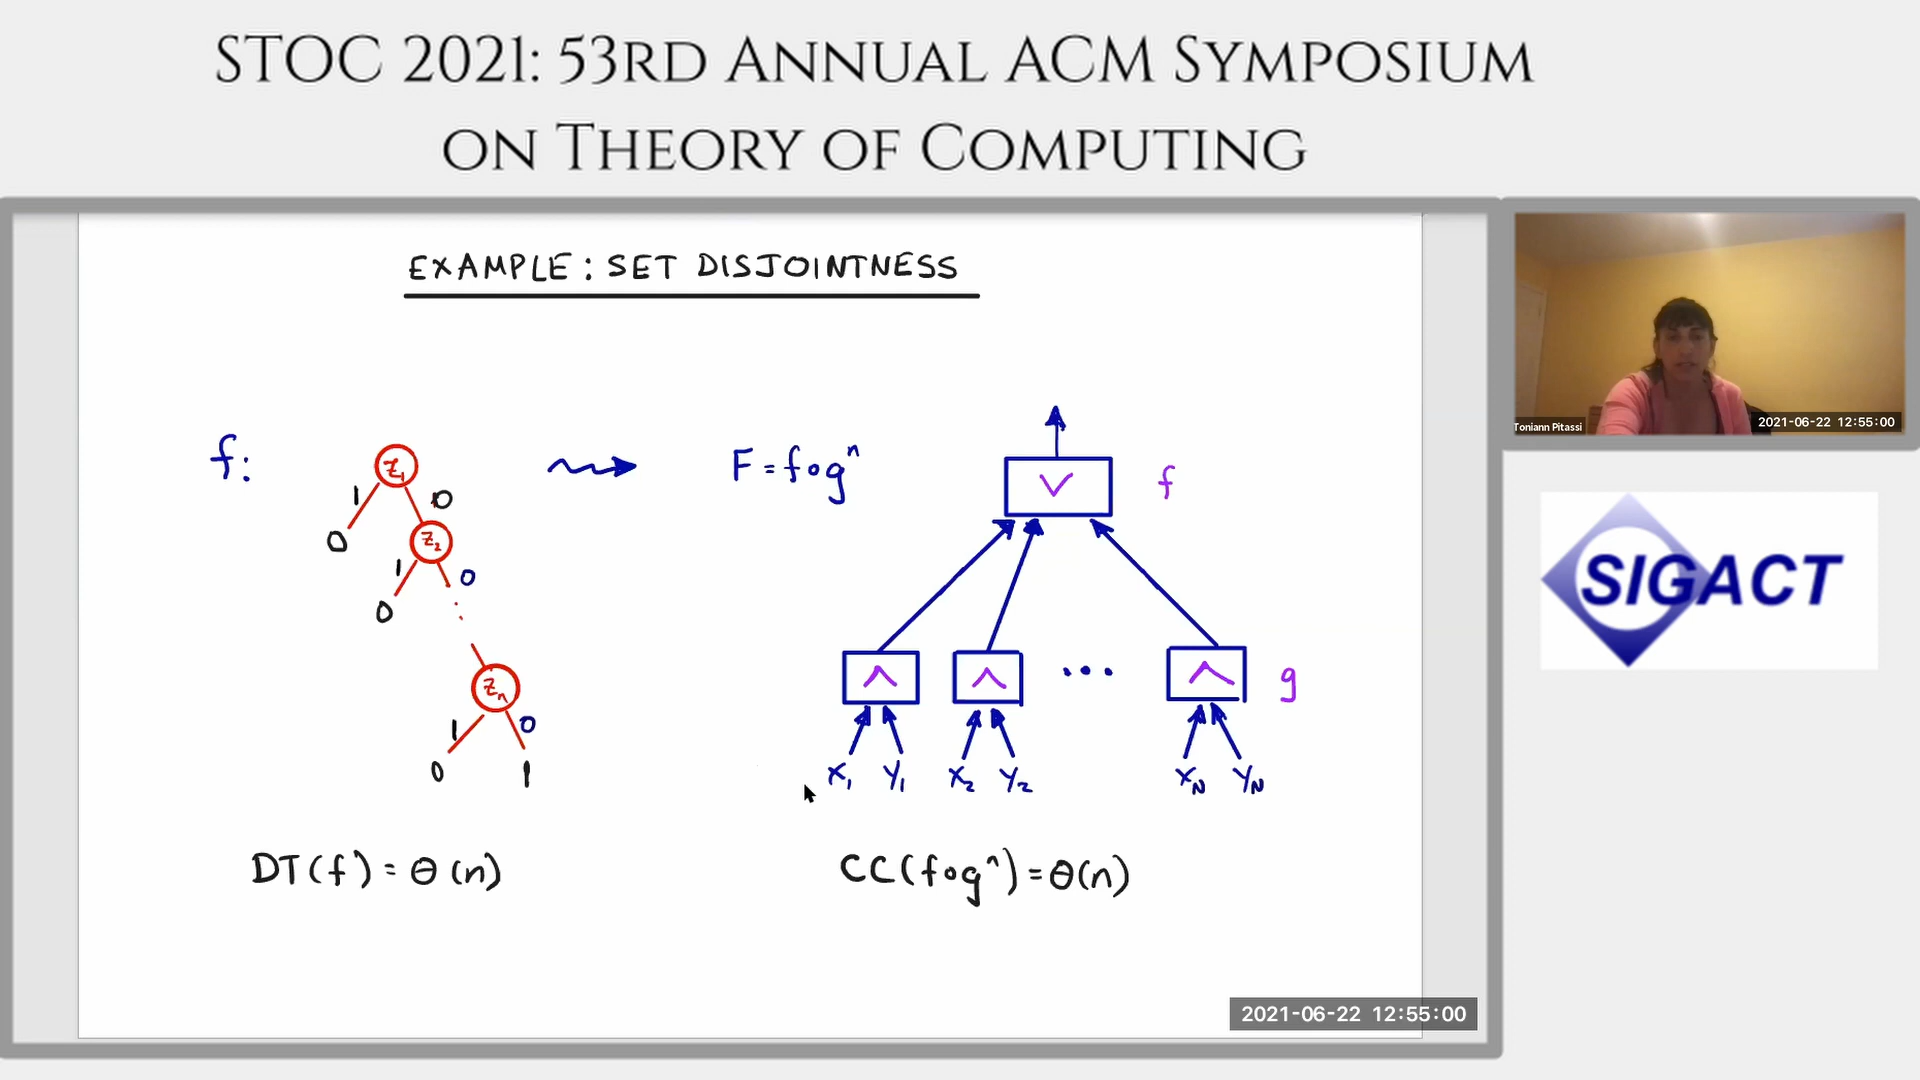 STOC 2021: 53RD ANNUAL ACM SYMPOSIUM
ON THEORY OF COMPUTING
EXAMPLE: SET DISJOINTNESS
f:
Z₁
1
0
0
Z₂
1
0
0
Zₙ
1
0
0
1
F = f∘gⁿ
∨
f
∧
∧
...
∧
g
X₁ Y₁ X₂ Y₂ X_N Y_N
DT(f) = Θ(n)
CC(f∘gⁿ) = Θ(n)
2021-06-22 12:55:00
Toniann Pitassi
2021-06-22 12:55:00
SIGACT